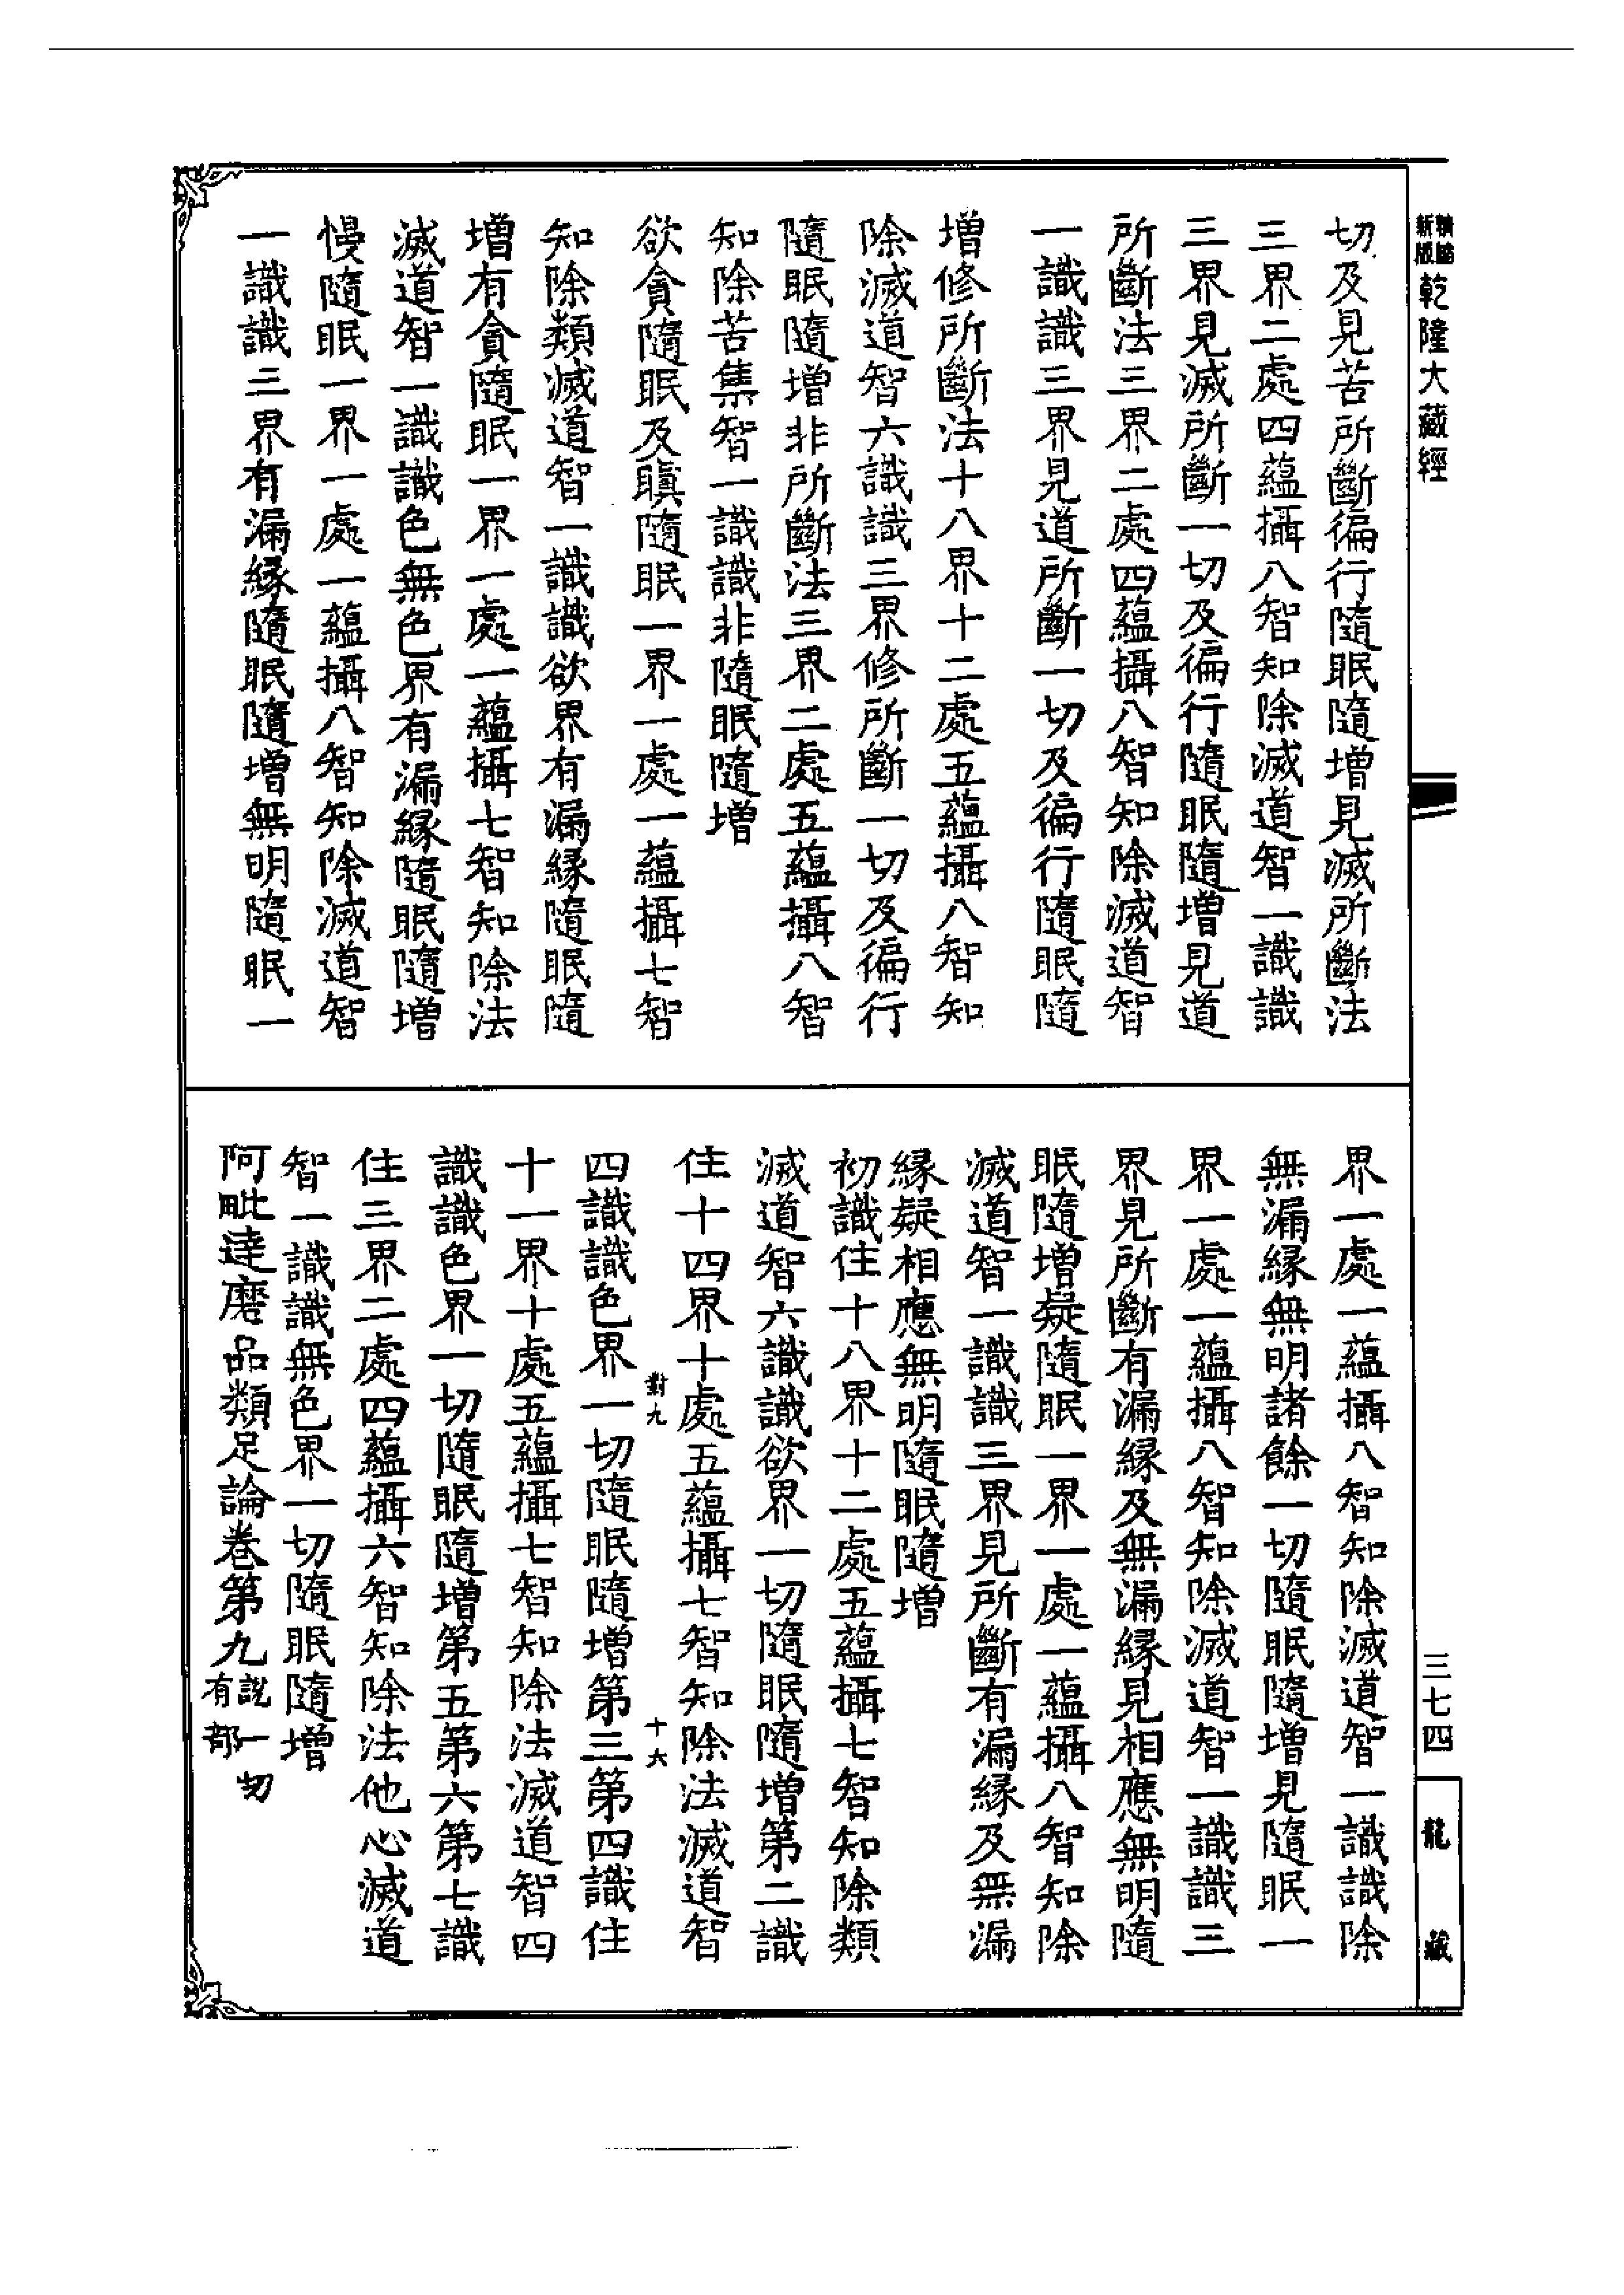 新版
乾隆大藏經
切及見苦所斷徧行隨眠隨增見滅所斷法
三界二處四蘊攝八智知除滅道智一識識
三界見滅所斷一切及徧行隨眠隨增見道
所斷法三界二處四蘊攝八智知除滅道智
一識識三界見道所斷一切及徧行隨眠隨
增修所斷法十八界十二處五蘊攝八智知
除滅道智六識識三界修所斷一切及徧行
隨眠隨增非所斷法三界二處五蘊攝八智
知除苦集智一識識非隨眠隨增
欲貪隨眠及瞋隨眠一界一處一蘊攝七智
知除類滅道智一識識欲界有漏緣隨眠隨
增有貪隨眠一界一處一蘊攝七智知除法
滅道智一識識色無色界有漏緣隨眠隨增
慢隨眠一界一處一蘊攝八智知除滅道智
一識識三界有漏緣隨眠隨增無明隨眠一
界一處一蘊攝八智知除滅道智一識識除
無漏緣無明諸餘一切隨眠隨增見隨眠一
界一處一蘊攝八智知除滅道智一識識三
界見所斷有漏緣及無漏緣見相應無明隨
眠隨增疑隨眠一界一處一蘊攝八智知除
滅道智一識識三界見所斷有漏緣及無漏
緣疑相應無明隨眠隨增
初識住十八界十二處五蘊攝七智知除類
滅道智六識識欲界一切隨眠隨增第二識
住十四界十處五蘊攝七智知除法滅道智
對九
十六
四識識色界一切隨眠隨增第三第四識住
十一界十處五蘊攝七智知除法滅道智四
識識色界一切隨眠隨增第五第六第七識
住三界二處四蘊攝六智知除法他心滅道
智一識識無色界一切隨眠隨增
阿毗達磨品類足論卷第九
說一切
有部
三七四
龍藏